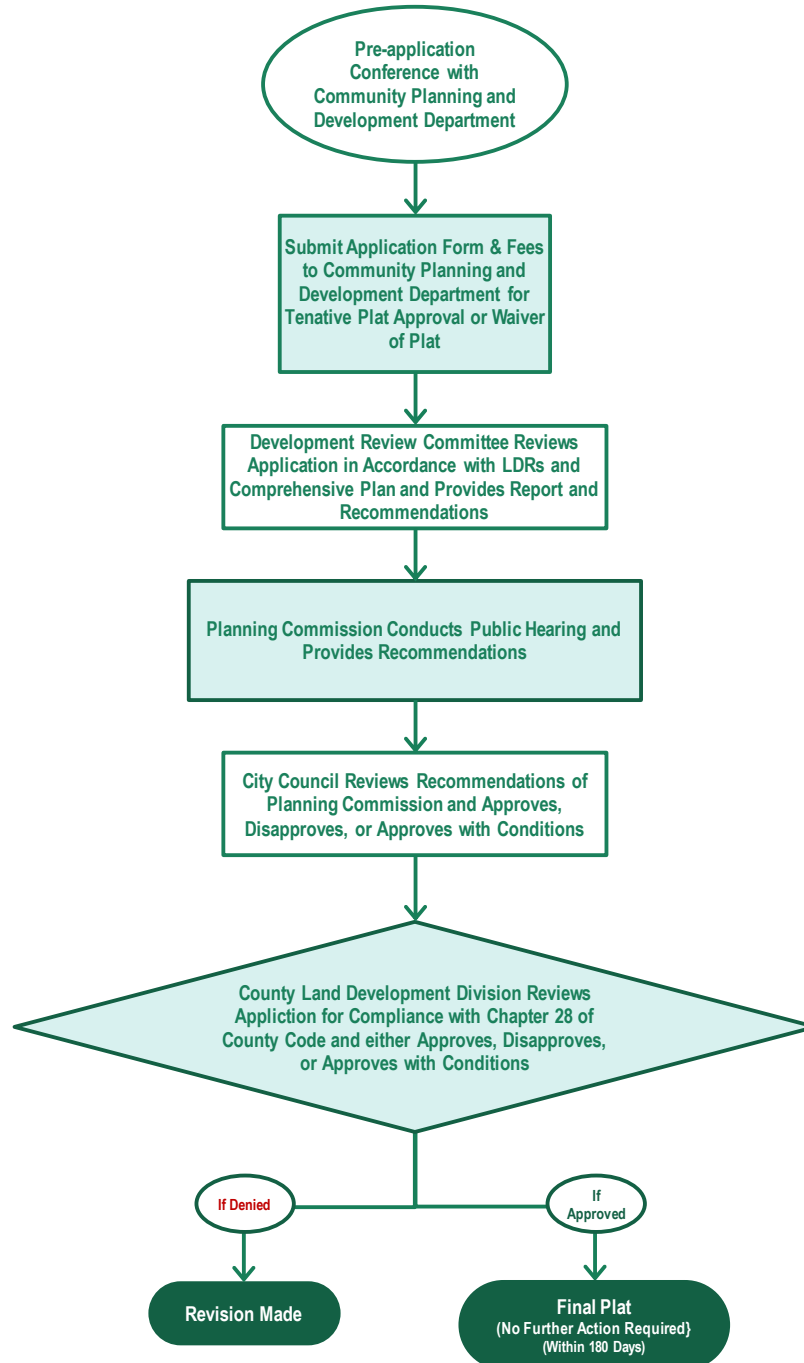 Pre-application
Conference with
Community Planning and
Development Department
Submit Application Form & Fees
to Community Planning and
Development Department for
Tenative Plat Approval or Waiver
of Plat
Development Review Committee Reviews
Application in Accordance with LDRs and
Comprehensive Plan and Provides Report and
Recommendations
Planning Commission Conducts Public Hearing and
Provides Recommendations
City Council Reviews Recommendations of
Planning Commission and Approves,
Disapproves, or Approves with Conditions
County Land Development Division Reviews
Appliction for Compliance with Chapter 28 of
County Code and either Approves, Disapproves,
or Approves with Conditions
If Denied
If
Approved
Revision Made
Final Plat
(No Further Action Required}
(Within 180 Days)